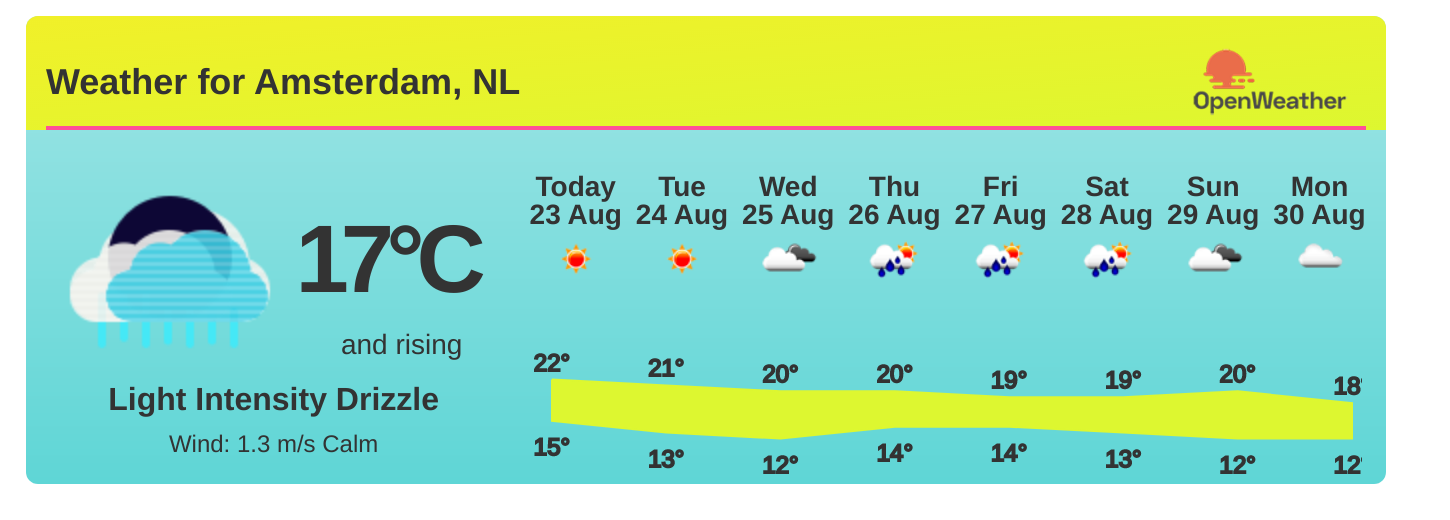 Weather for Amsterdam, NL
OpenWeather
17°C
and rising
Light Intensity Drizzle
Wind: 1.3 m/s Calm
Today Tue Wed Thu Fri Sat Sun Mon
23 Aug 24 Aug 25 Aug 26 Aug 27 Aug 28 Aug 29 Aug 30 Aug
22° 21° 20° 20° 19° 19° 20° 18°
15° 13° 12° 14° 14° 13° 12° 12°